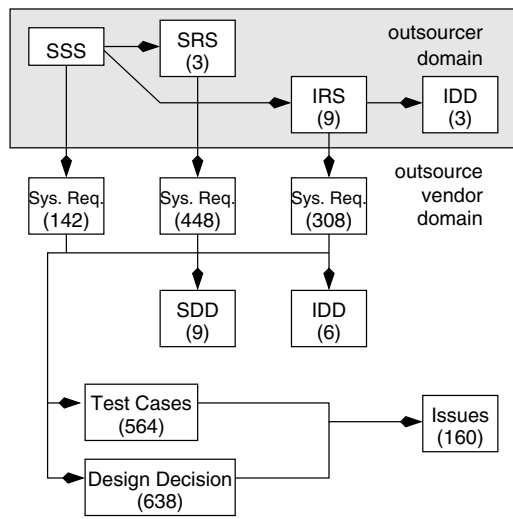 SSS
SRS
(3)
outsourcer
domain
IRS
(9)
IDD
(3)
outsource
vendor
domain
Sys. Req.
(142)
Sys. Req.
(448)
Sys. Req.
(308)
SDD
(9)
IDD
(6)
Test Cases
(564)
Issues
(160)
Design Decision
(638)